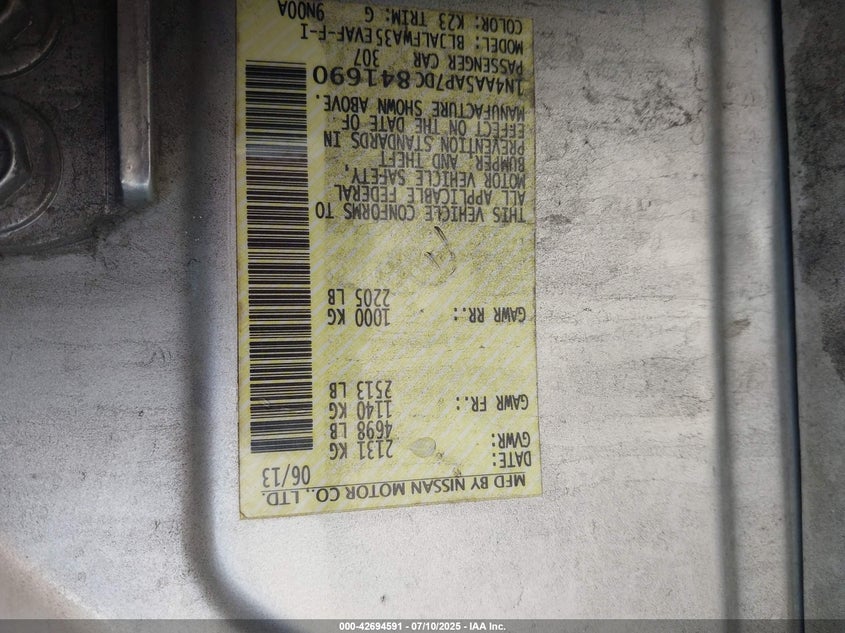 MFD BY NISSAN MOTOR CO., LTD.
DATE: 06/13
GVWR: 2131 KG
4698 LB
GAWR FR.: 1140 KG
2513 LB
GAWR RR.: 1000 KG
2205 LB
THIS VEHICLE CONFORMS TO
ALL APPLICABLE FEDERAL
MOTOR VEHICLE SAFETY,
BUMPER, AND THEFT
PREVENTION STANDARDS IN
EFFECT ON THE DATE OF
MANUFACTURE SHOWN ABOVE.
1N4AA5AP7DC841690
PASSENGER CAR 307
MODEL: BLJALFWA35EVAF-F-I
COLOR: K23 TRIM: G 9N00A
000-42694591 - 07/10/2025 - IAA Inc.